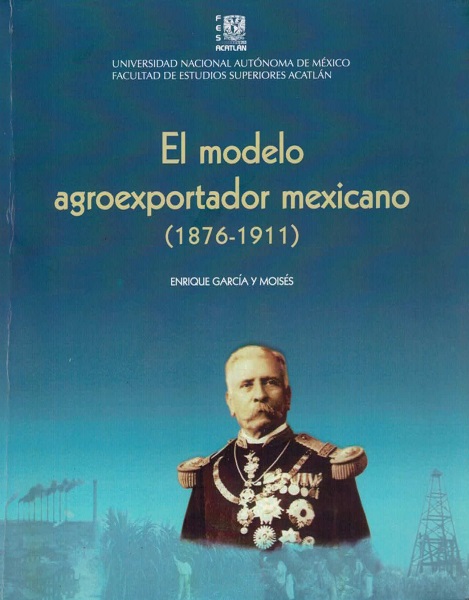 FES
ACATLÁN
UNIVERSIDAD NACIONAL AUTÓNOMA DE MÉXICO
FACULTAD DE ESTUDIOS SUPERIORES ACATLÁN
El modelo
agroexportador mexicano
(1876-1911)
ENRIQUE GARCÍA Y MOISÉS